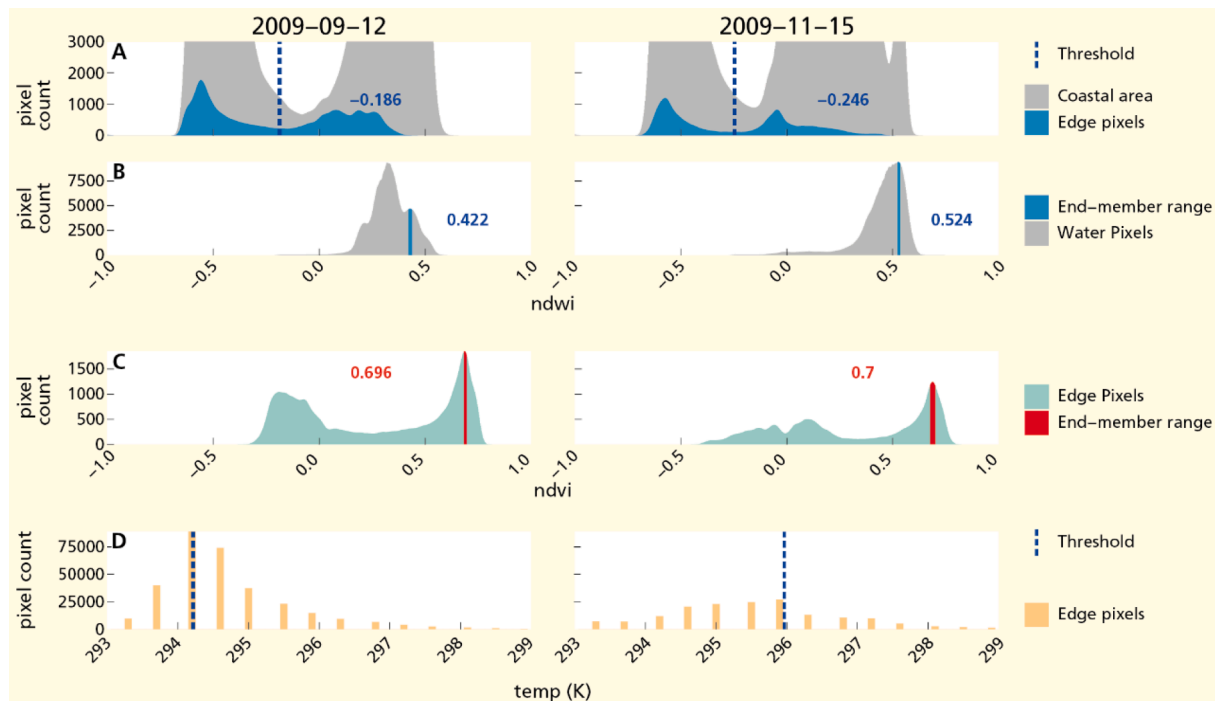 2009–09–12 2009–11–15
A
3000
2000
1000
0
pixel
count
−0.186
−0.246
Threshold
Coastal area
Edge pixels
B
7500
5000
2500
0
pixel
count
0.422
0.524
End−member range
Water Pixels
−1.0 −0.5 0.0 0.5 1.0 −0.5 0.0 0.5 1.0
−1.0
ndwi
C
1500
1000
500
0
pixel
count
0.696
0.7
Edge Pixels
End−member range
−1.0 −0.5 0.0 0.5 1.0 −0.5 0.0 0.5 1.0
−1.0
ndvi
D
75000
50000
25000
0
pixel count
Threshold
Edge pixels
293 294 295 296 297 298 299 293 294 295 296 297 298 299
temp (K)